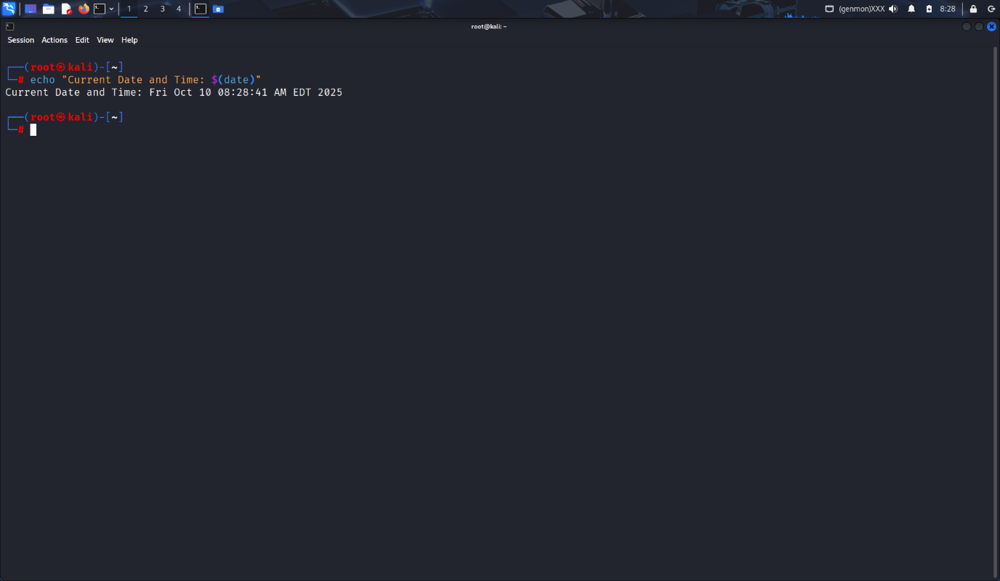 1 2 3 4 (genmon)XXX 8:28
root@kali: ~
Session Actions Edit View Help
┌──(root㉿kali)-[~]
└─# echo "Current Date and Time: $(date)"
Current Date and Time: Fri Oct 10 08:28:41 AM EDT 2025
┌──(root㉿kali)-[~]
└─#